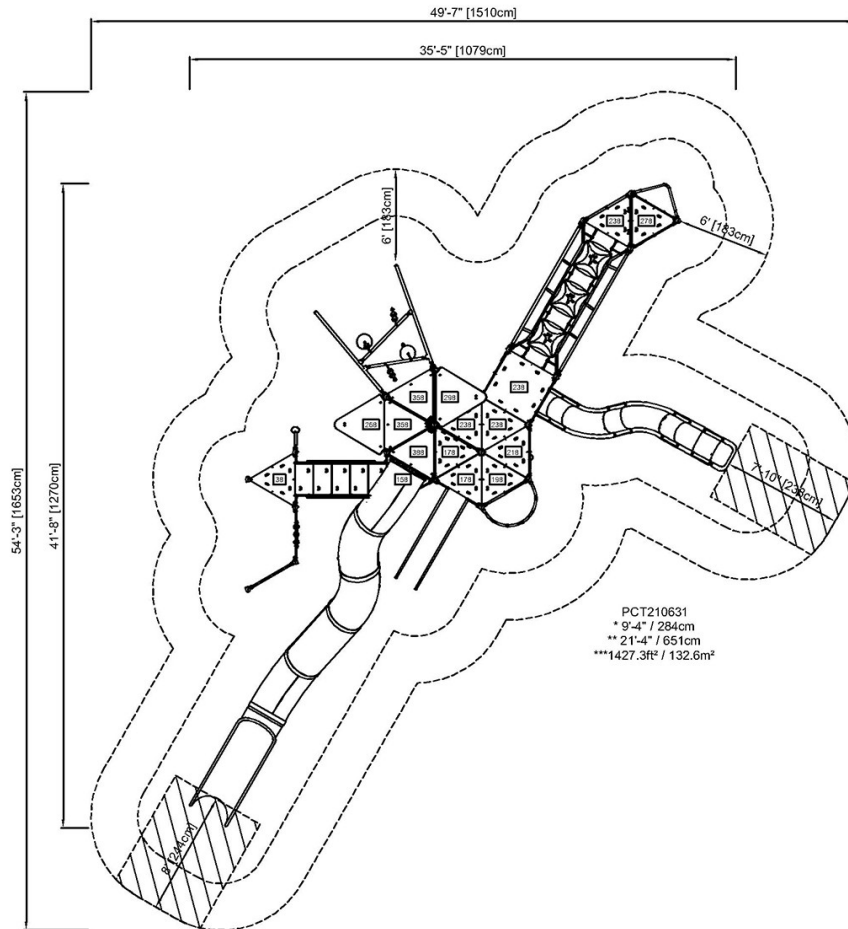 49'-7" [1510cm]
35'-5" [1079cm]
54'-3" [1653cm]
41'-8" [1270cm]
6' [183cm]
6' [183cm]
238
278
238
358
298
268
358
238
238
388
178
218
38
158
178
198
7'-10" [238cm]
PCT210631
* 9'-4" / 284cm
** 21'-4" / 651cm
***1427.3ft² / 132.6m²
8' [244cm]